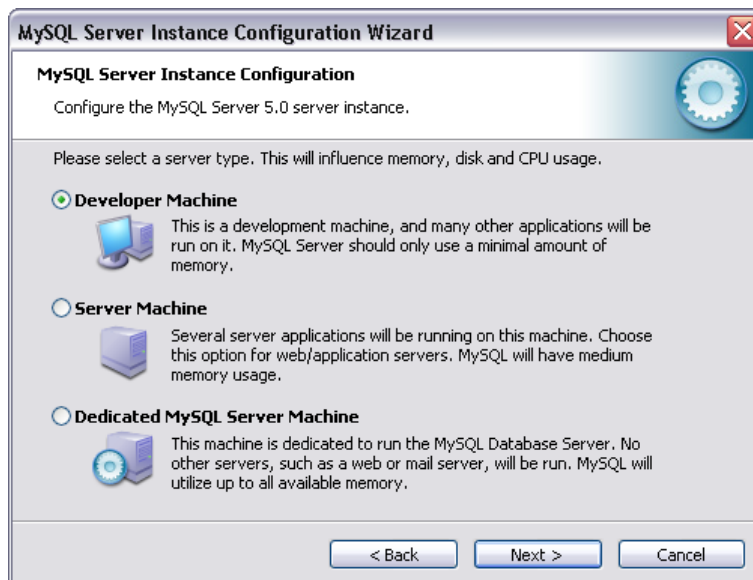 MySQL Server Instance Configuration Wizard
MySQL Server Instance Configuration
Configure the MySQL Server 5.0 server instance.
Please select a server type. This will influence memory, disk and CPU usage.
Developer Machine
This is a development machine, and many other applications will be
run on it. MySQL Server should only use a minimal amount of
memory.
Server Machine
Several server applications will be running on this machine. Choose
this option for web/application servers. MySQL will have medium
memory usage.
Dedicated MySQL Server Machine
This machine is dedicated to run the MySQL Database Server. No
other servers, such as a web or mail server, will be run. MySQL will
utilize up to all available memory.
< Back Next > Cancel